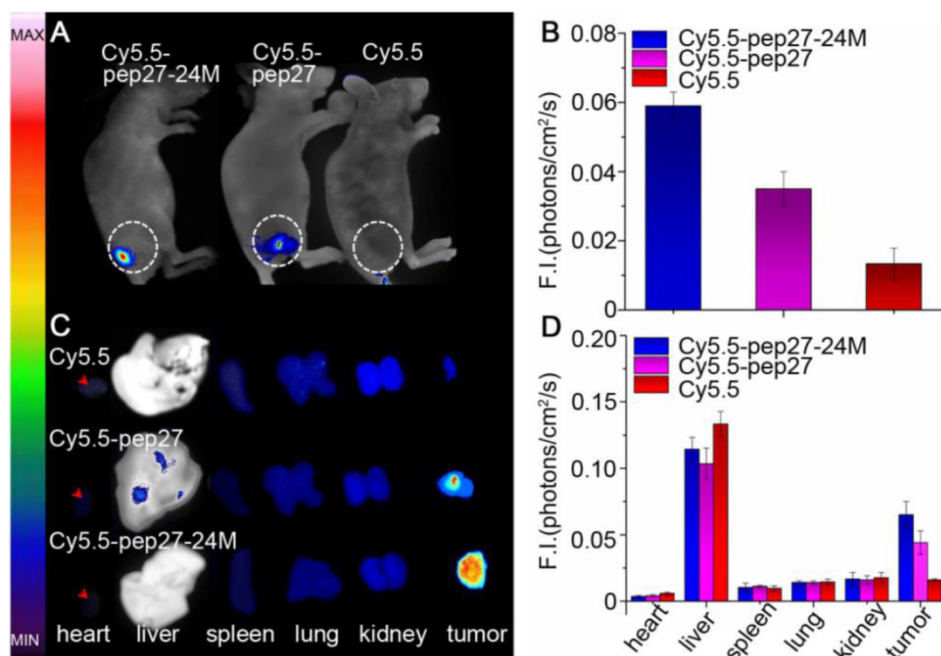 MAX
MIN
A
Cy5.5-
pep27-24M
Cy5.5-
pep27
Cy5.5
B
F.I.(photons/cm²/s)
0.08
0.06
0.04
0.02
0
Cy5.5-pep27-24M
Cy5.5-pep27
Cy5.5
C
Cy5.5
Cy5.5-pep27
Cy5.5-pep27-24M
heart liver spleen lung kidney tumor
D
F.I.(photons/cm²/s)
0.20
0.15
0.10
0.05
0
Cy5.5-pep27-24M
Cy5.5-pep27
Cy5.5
heart liver spleen lung kidney tumor